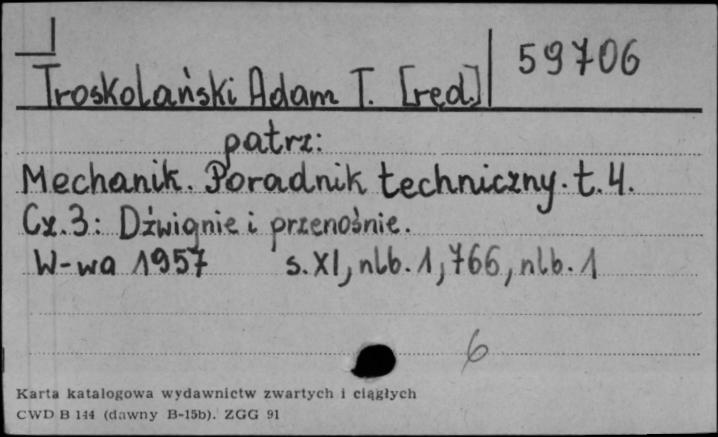 Troskolański Adam T. [red.] 59706
patrz:
Mechanik. Poradnik techniczny. t. 4.
Cz. 3: Dźwignie i przenośnie.
W-wa 1957 s. XI, nlb. 1, 766, nlb. 1
6
Karta katalogowa wydawnictw zwartych i ciągłych
CWD B 144 (dawny B-15b). ZGG 91